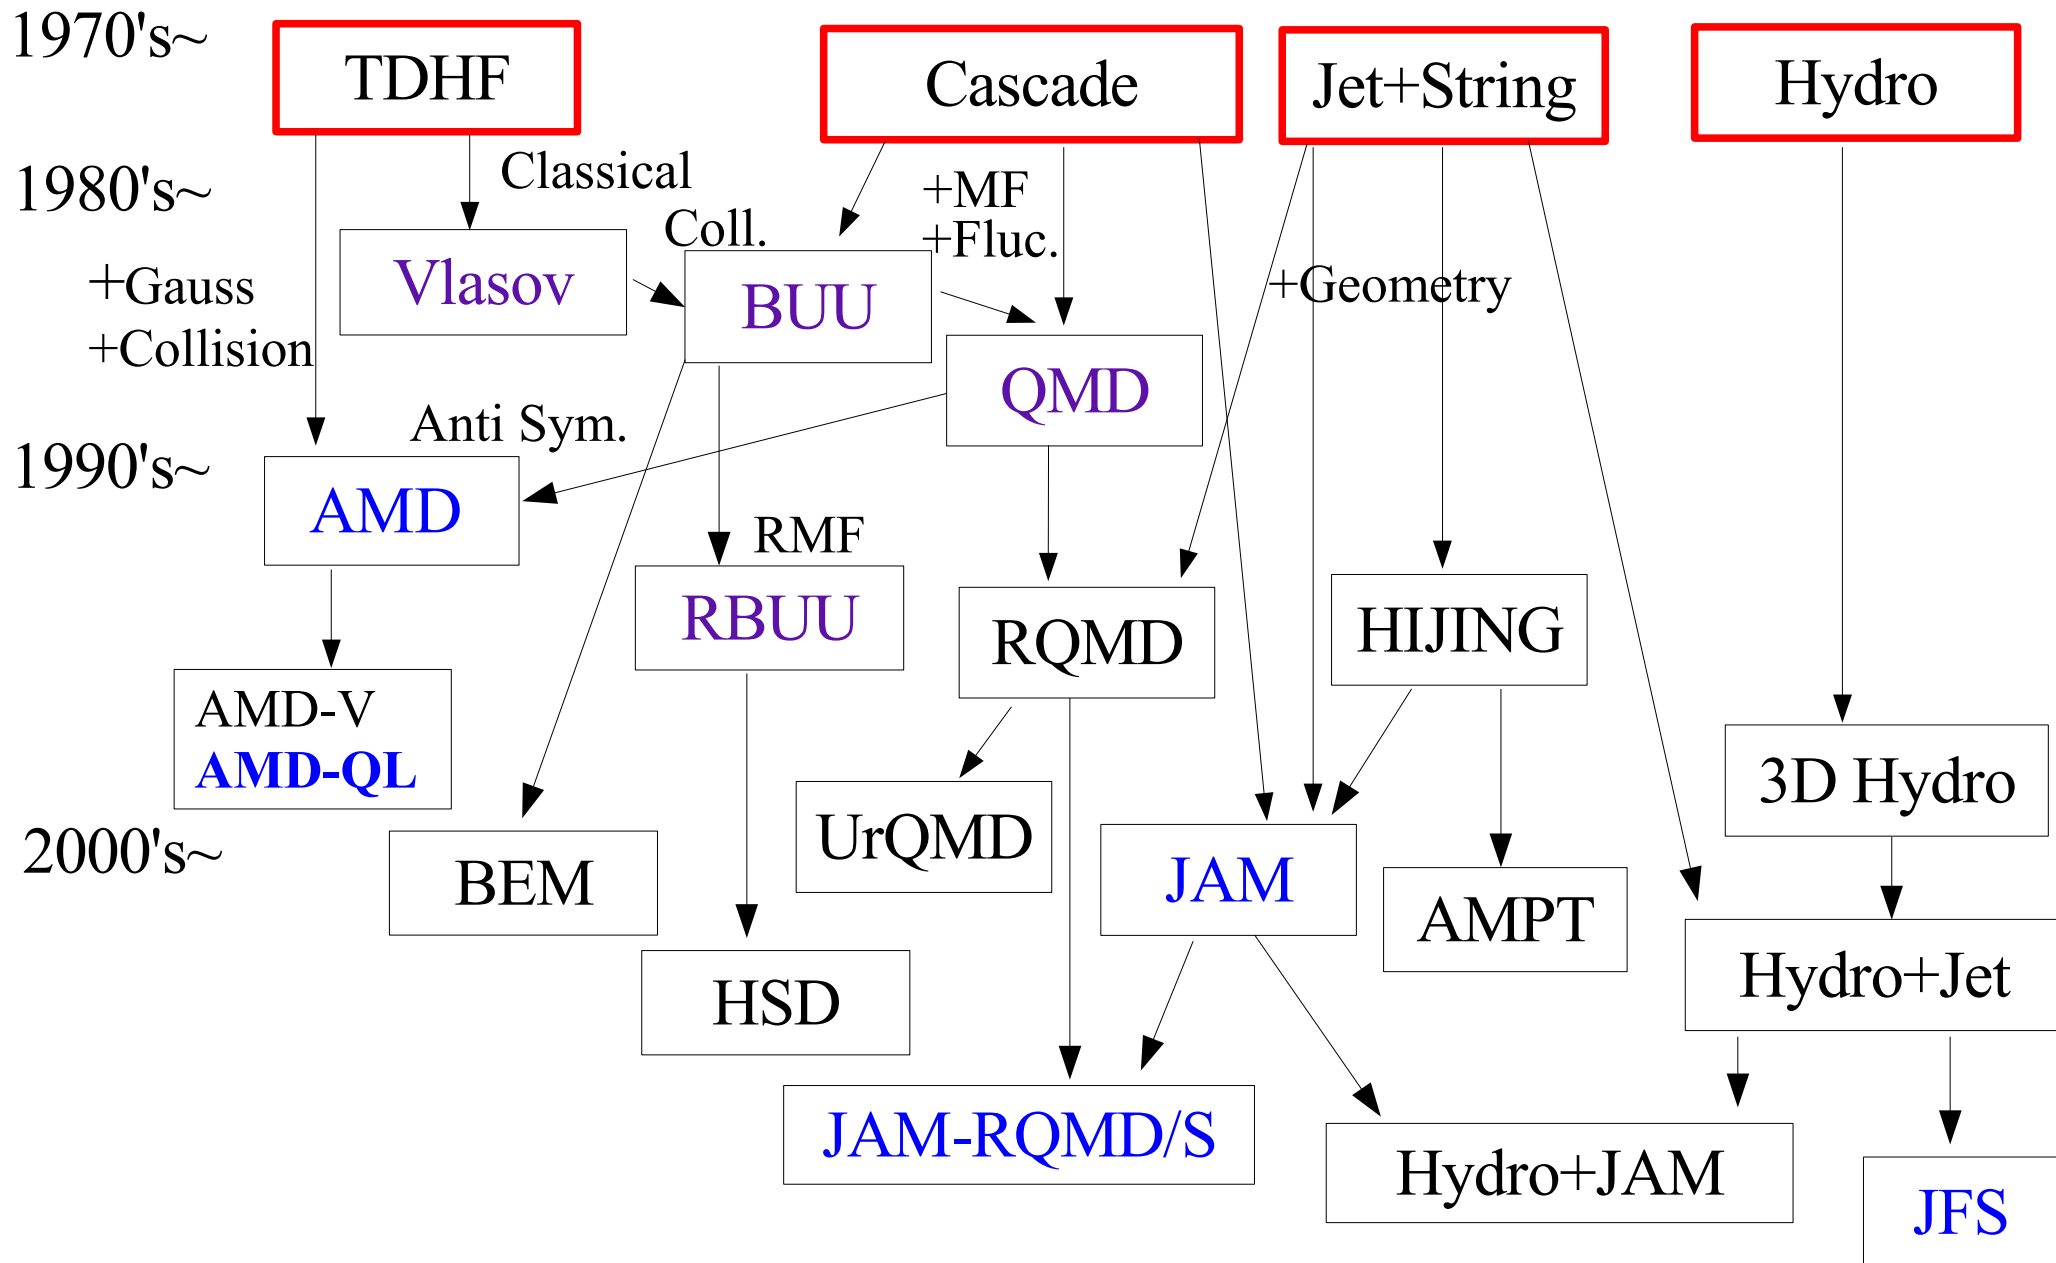 1970's~
TDHF
Cascade
Jet+String
Hydro
1980's~
Classical
+MF
+Fluc.
Coll.
Vlasov
BUU
+Gauss
+Collision
+Geometry
QMD
Anti Sym.
1990's~
AMD
RMF
RBUU
RQMD
HIJING
AMD-V
AMD-QL
3D Hydro
UrQMD
2000's~
BEM
JAM
AMPT
Hydro+Jet
HSD
JAM-RQMD/S
Hydro+JAM
JFS